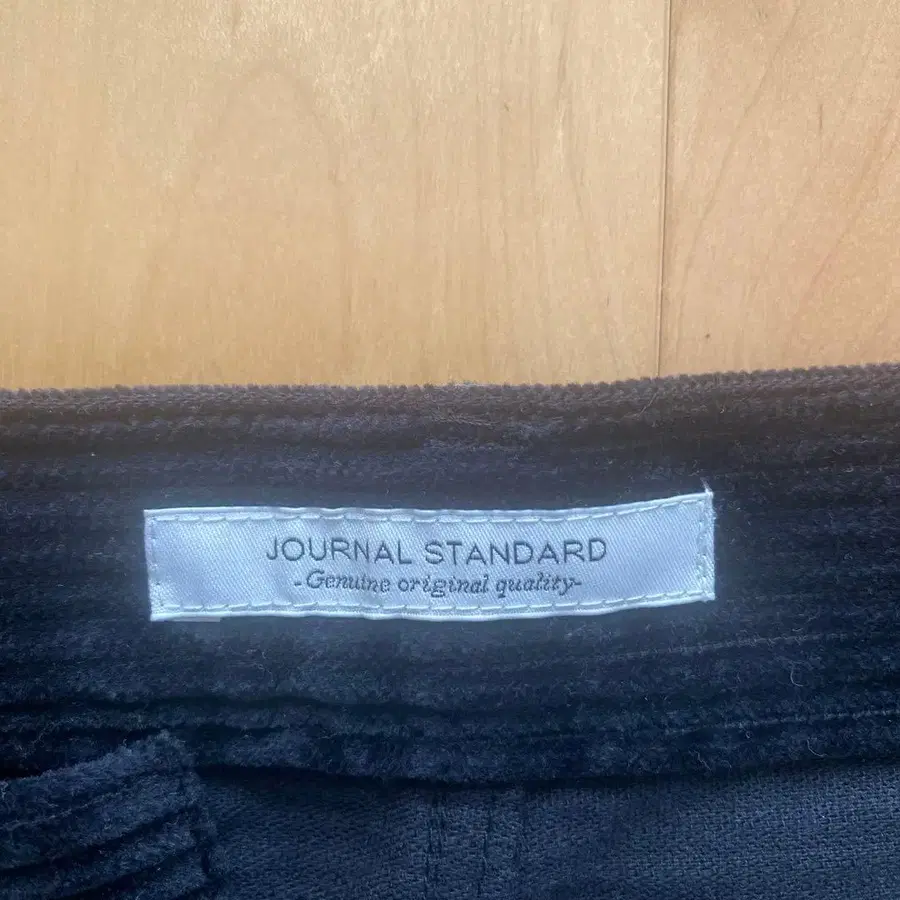 JOURNAL STANDARD
-Genuine original quality-